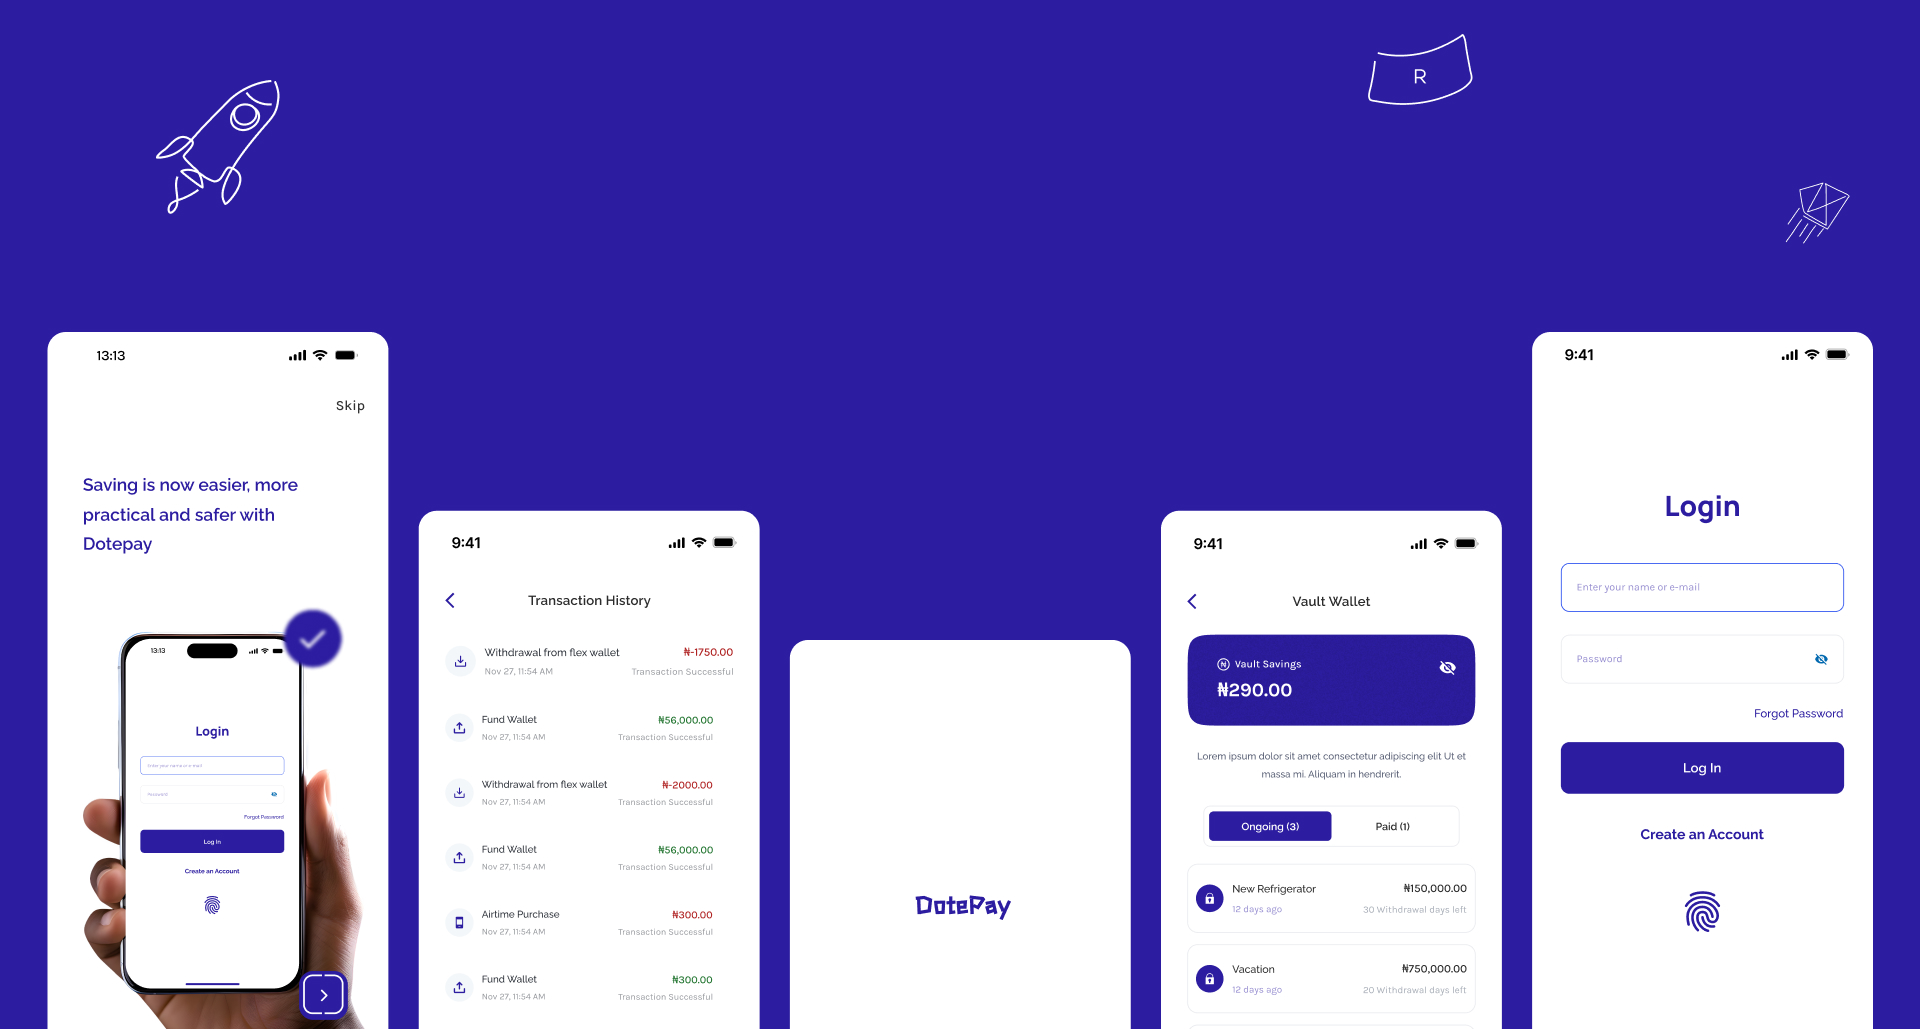 R
13:13
Skip
Saving is now easier, more
practical and safer with
Dotepay
13:13
Login
Enter your name or e-mail
Password
Forgot Password
Log In
Create an Account
9:41
Transaction History
Withdrawal from flex wallet ₦-1750.00
Nov 27, 11:54 AM Transaction Successful
Fund Wallet ₦56,000.00
Nov 27, 11:54 AM Transaction Successful
Withdrawal from flex wallet ₦-2000.00
Nov 27, 11:54 AM Transaction Successful
Fund Wallet ₦56,000.00
Nov 27, 11:54 AM Transaction Successful
Airtime Purchase ₦300.00
Nov 27, 11:54 AM Transaction Successful
Fund Wallet ₦300.00
Nov 27, 11:54 AM Transaction Successful
DotePay
9:41
Vault Wallet
₦ Vault Savings
₦290.00
Lorem ipsum dolor sit amet consectetur adipiscing elit Ut et
massa mi. Aliquam in hendrerit.
Ongoing (3) Paid (1)
New Refrigerator ₦150,000.00
12 days ago 30 Withdrawal days left
Vacation ₦750,000.00
12 days ago 20 Withdrawal days left
9:41
Login
Enter your name or e-mail
Password
Forgot Password
Log In
Create an Account